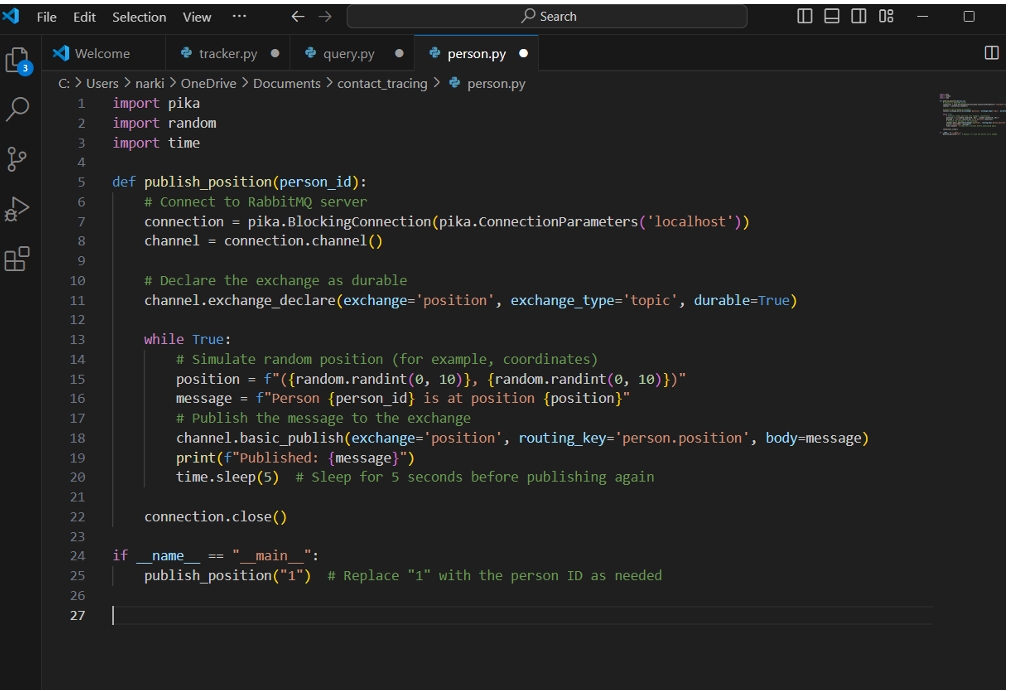 File Edit Selection View ··· Search
3
Welcome tracker.py query.py person.py
C: > Users > narki > OneDrive > Documents > contact_tracing > person.py
1 import pika
2 import random
3 import time
4
5 def publish_position(person_id):
6 # Connect to RabbitMQ server
7 connection = pika.BlockingConnection(pika.ConnectionParameters('localhost'))
8 channel = connection.channel()
9
10 # Declare the exchange as durable
11 channel.exchange_declare(exchange='position', exchange_type='topic', durable=True)
12
13 while True:
14 # Simulate random position (for example, coordinates)
15 position = f"({random.randint(0, 10)}, {random.randint(0, 10)})"
16 message = f"Person {person_id} is at position {position}"
17 # Publish the message to the exchange
18 channel.basic_publish(exchange='position', routing_key='person.position', body=message)
19 print(f"Published: {message}")
20 time.sleep(5)  # Sleep for 5 seconds before publishing again
21
22 connection.close()
23
24 if __name__ == "__main__":
25 publish_position("1")  # Replace "1" with the person ID as needed
26
27